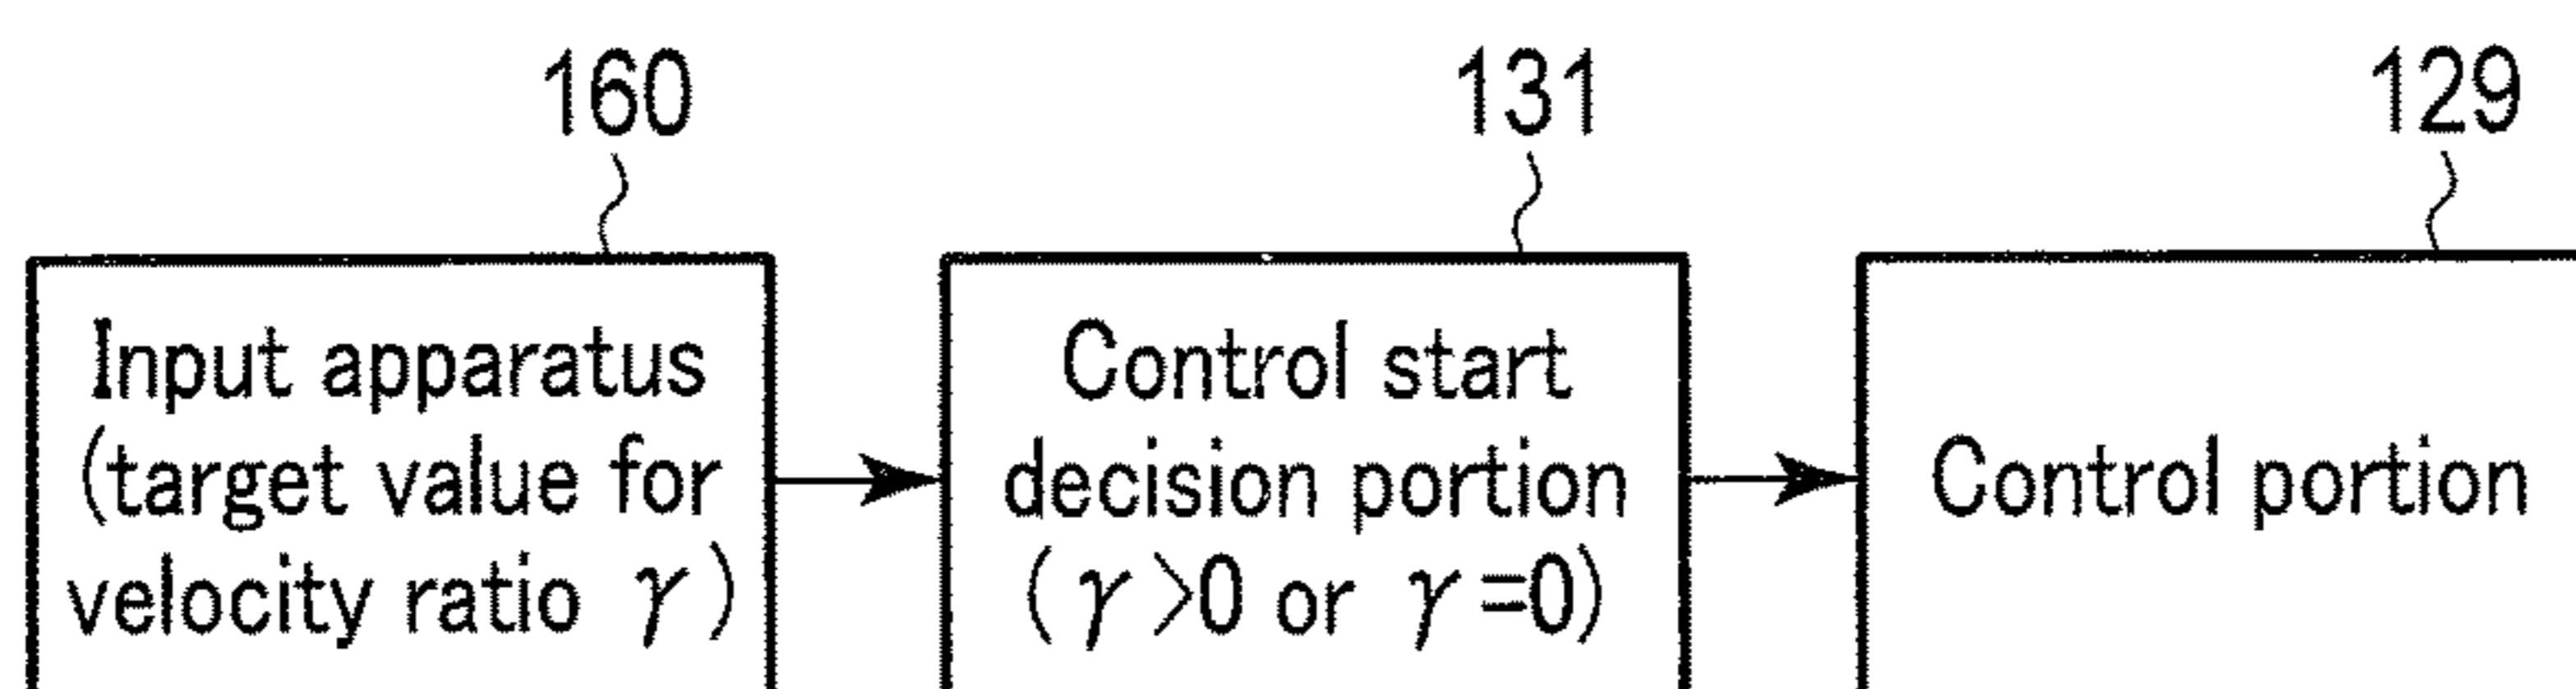 160
131
129
Input apparatus
(target value for
velocity ratio γ)
Control start
decision portion
(γ>0 or γ=0)
Control portion